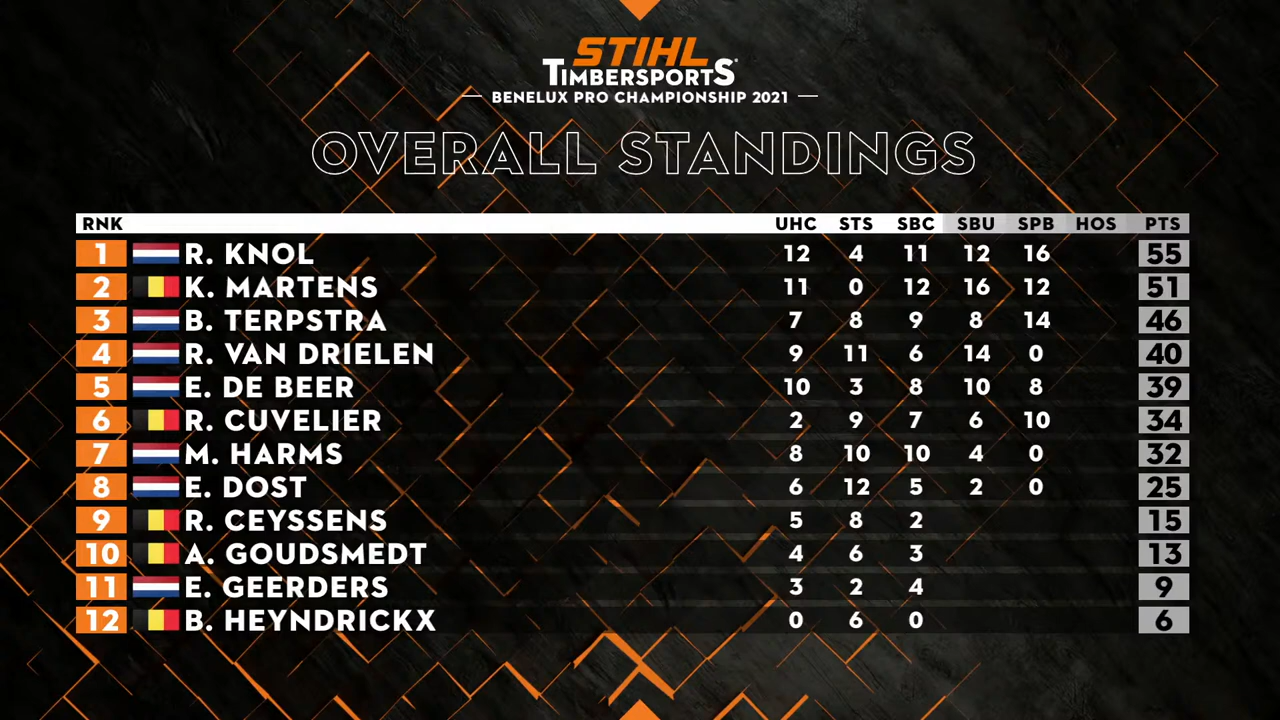 STIHL
TIMBERSPORTS®
BENELUX PRO CHAMPIONSHIP 2021
OVERALL STANDINGS
RNK UHC STS SBC SBU SPB HOS PTS
1 R. KNOL 12 4 11 12 16 55
2 K. MARTENS 11 0 12 16 12 51
3 B. TERPSTRA 7 8 9 8 14 46
4 R. VAN DRIELEN 9 11 6 14 0 40
5 E. DE BEER 10 3 8 10 8 39
6 R. CUVELIER 2 9 7 6 10 34
7 M. HARMS 8 10 10 4 0 32
8 E. DOST 6 12 5 2 0 25
9 R. CEYSSENS 5 8 2 15
10 A. GOUDSMEDT 4 6 3 13
11 E. GEERDERS 3 2 4 9
12 B. HEYNDRICKX 0 6 0 6